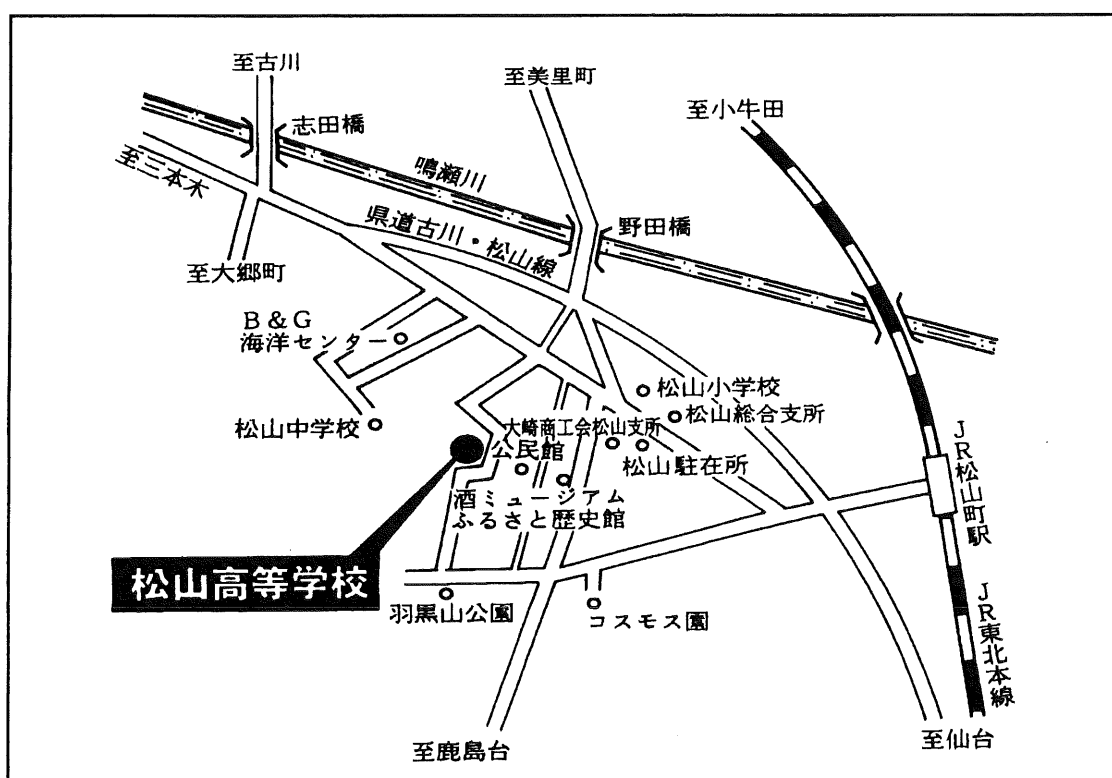 至古川
至美里町
至小牛田
志田橋
至三本木
鳴瀬川
県道古川・松山線
野田橋
至大郷町
B&G
海洋センター
松山小学校
松山総合支所
大崎商工会松山支所
松山中学校
公民館
松山駐在所
JR松山町駅
酒ミュージアム
ふるさと歴史館
松山高等学校
羽黒山公園
コスモス園
JR東北本線
至鹿島台
至仙台